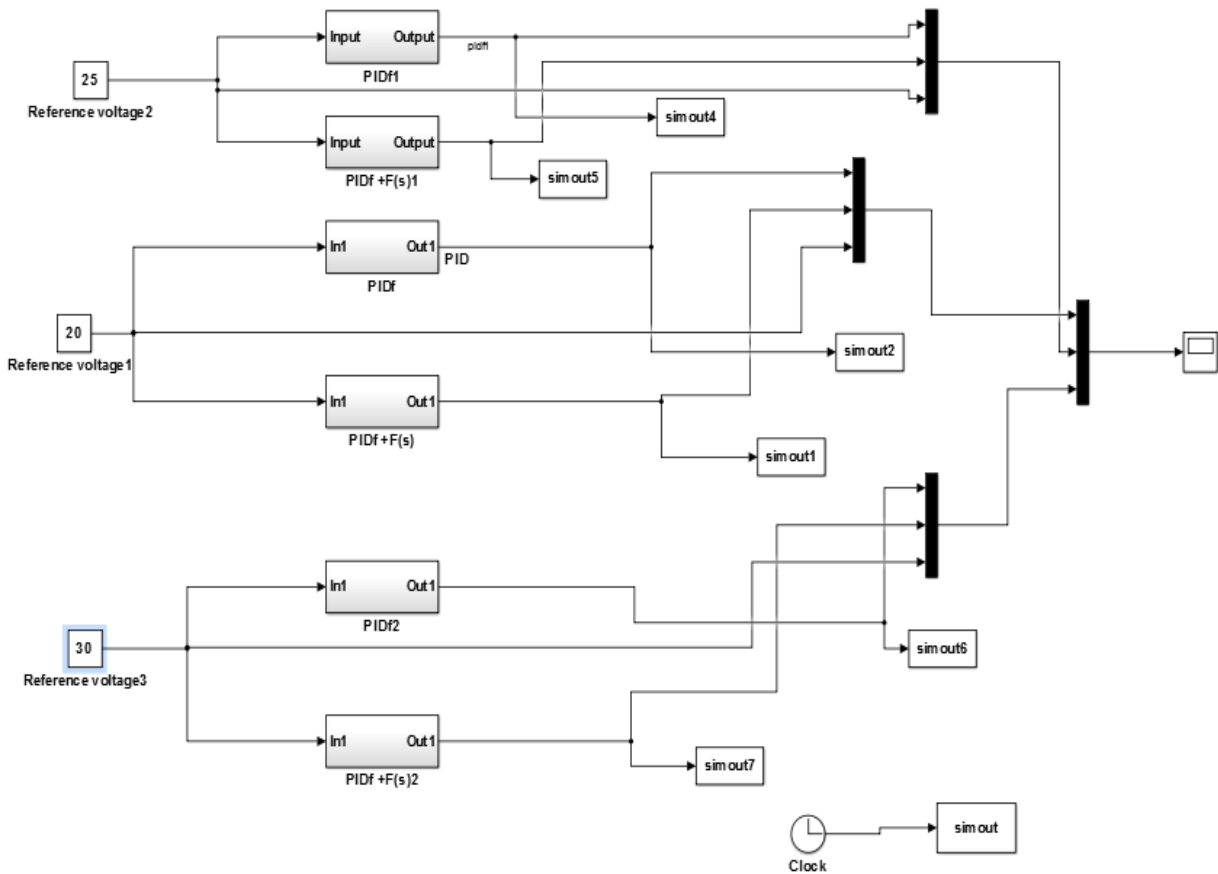 Input Output
PIDf1
pidf1
25
Reference voltage2
simout4
Input Output
PIDf +F(s)1
simout5
In1 Out1
PIDf
PID
20
Reference voltage1
simout2
In1 Out1
PIDf+F(s)
simout1
In1 Out1
PIDf2
30
Reference voltage3
simout6
In1 Out1
PIDf +F(s)2
simout7
simout
Clock